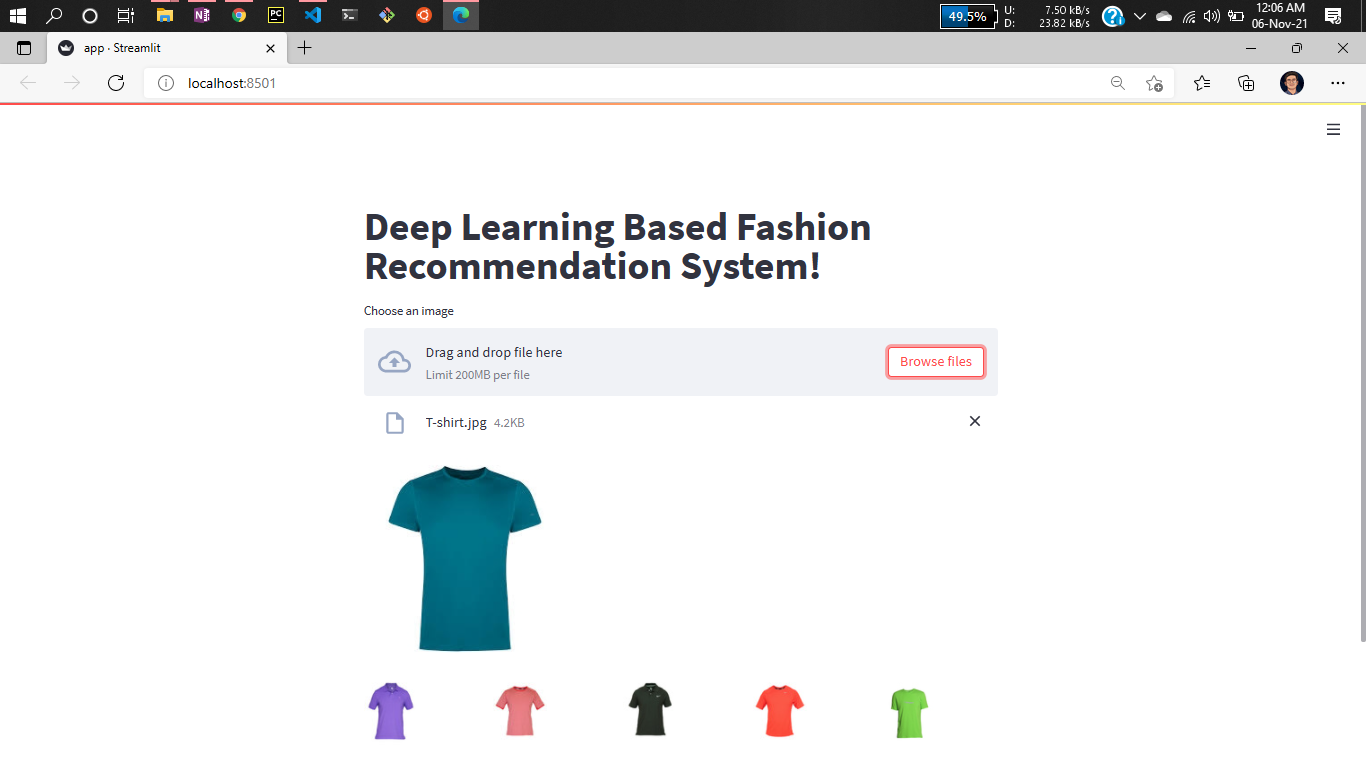 49.5%
U: 7.50 kB/s
D: 23.82 kB/s
12:06 AM
06-Nov-21
app · Streamlit
localhost:8501
Deep Learning Based Fashion
Recommendation System!
Choose an image
Drag and drop file here
Limit 200MB per file
Browse files
T-shirt.jpg 4.2KB